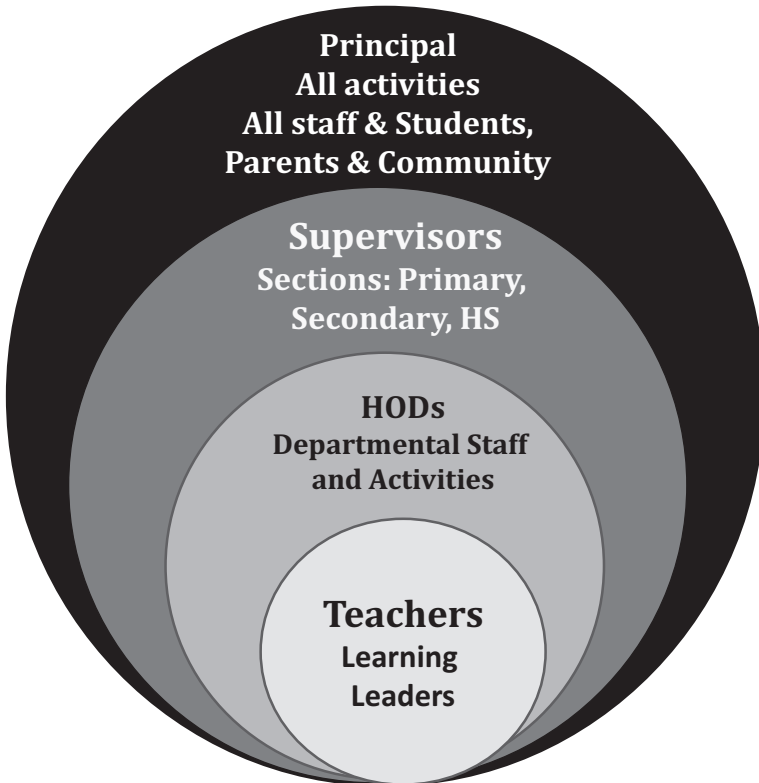 Principal
All activities
All staff & Students,
Parents & Community
Supervisors
Sections: Primary,
Secondary, HS
HODs
Departmental Staff
and Activities
Teachers
Learning
Leaders